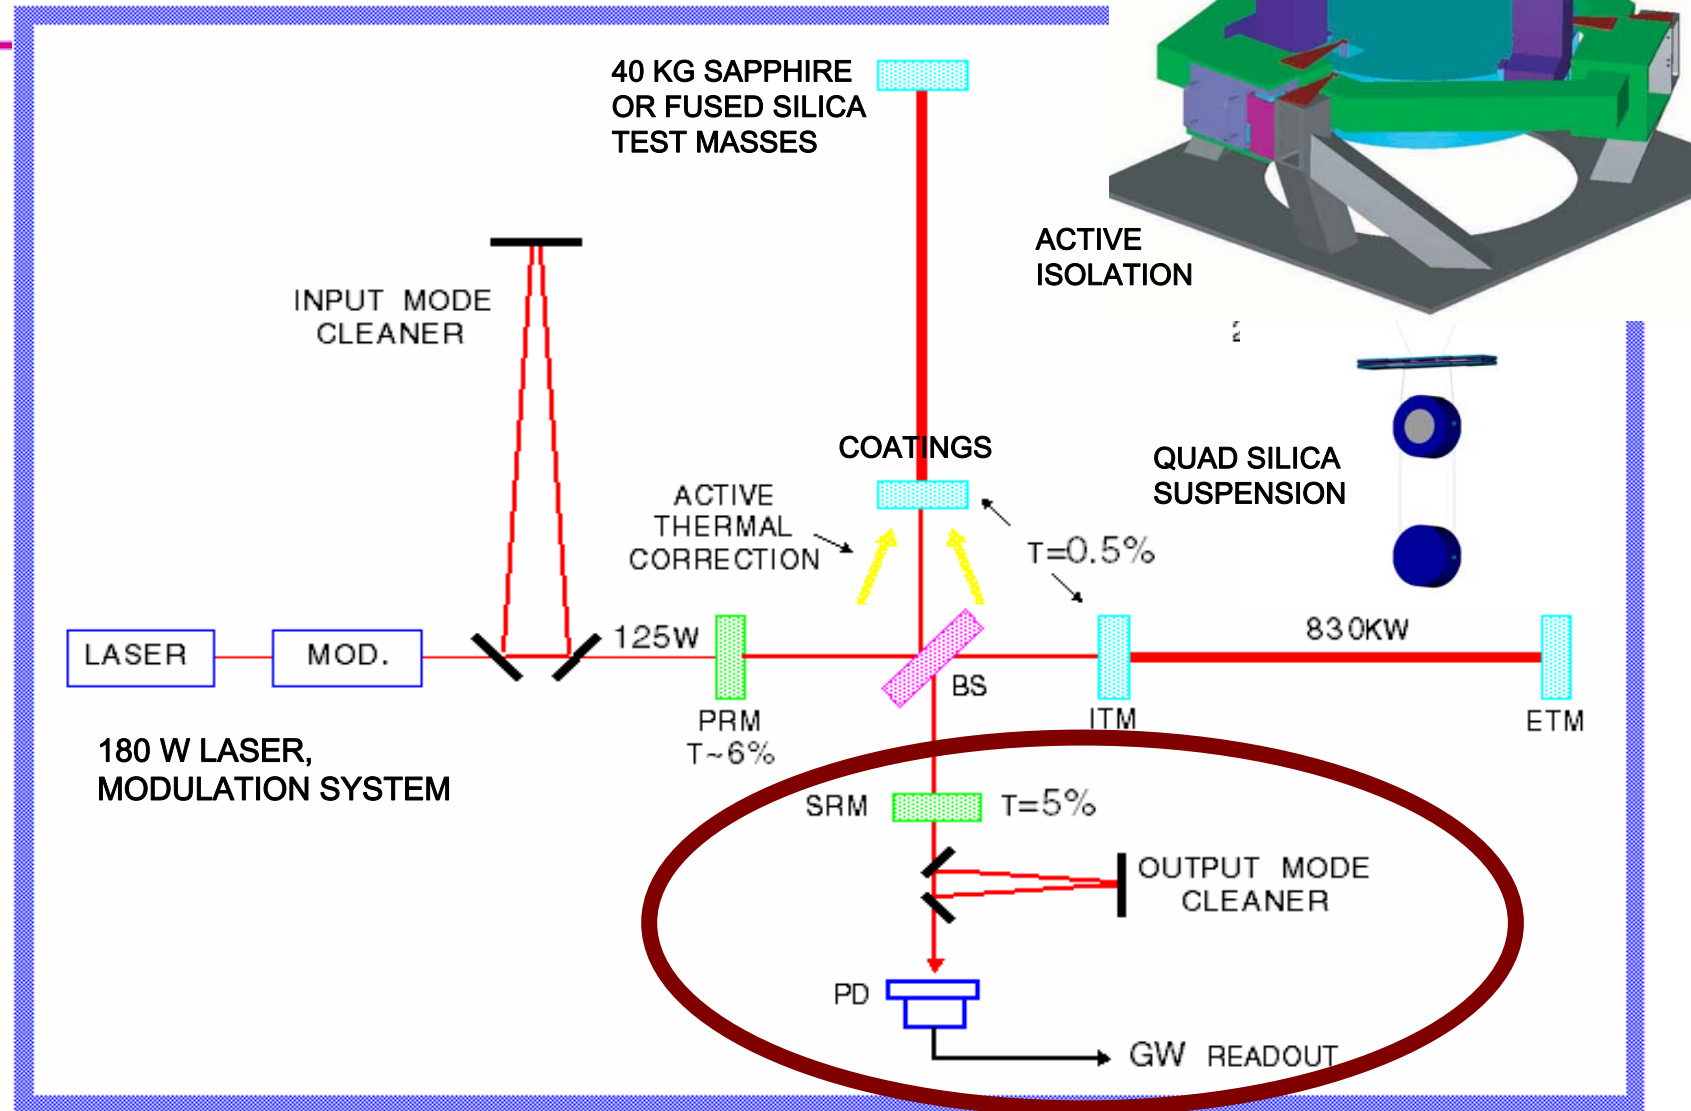 40 KG SAPPHIRE
OR FUSED SILICA
TEST MASSES
ACTIVE
ISOLATION
INPUT MODE
CLEANER
COATINGS
QUAD SILICA
SUSPENSION
ACTIVE
THERMAL
CORRECTION
T=0.5%
LASER
MOD.
125W
830KW
BS
PRM
T~6%
ITM
ETM
180 W LASER,
MODULATION SYSTEM
SRM
T=5%
OUTPUT MODE
CLEANER
PD
GW READOUT